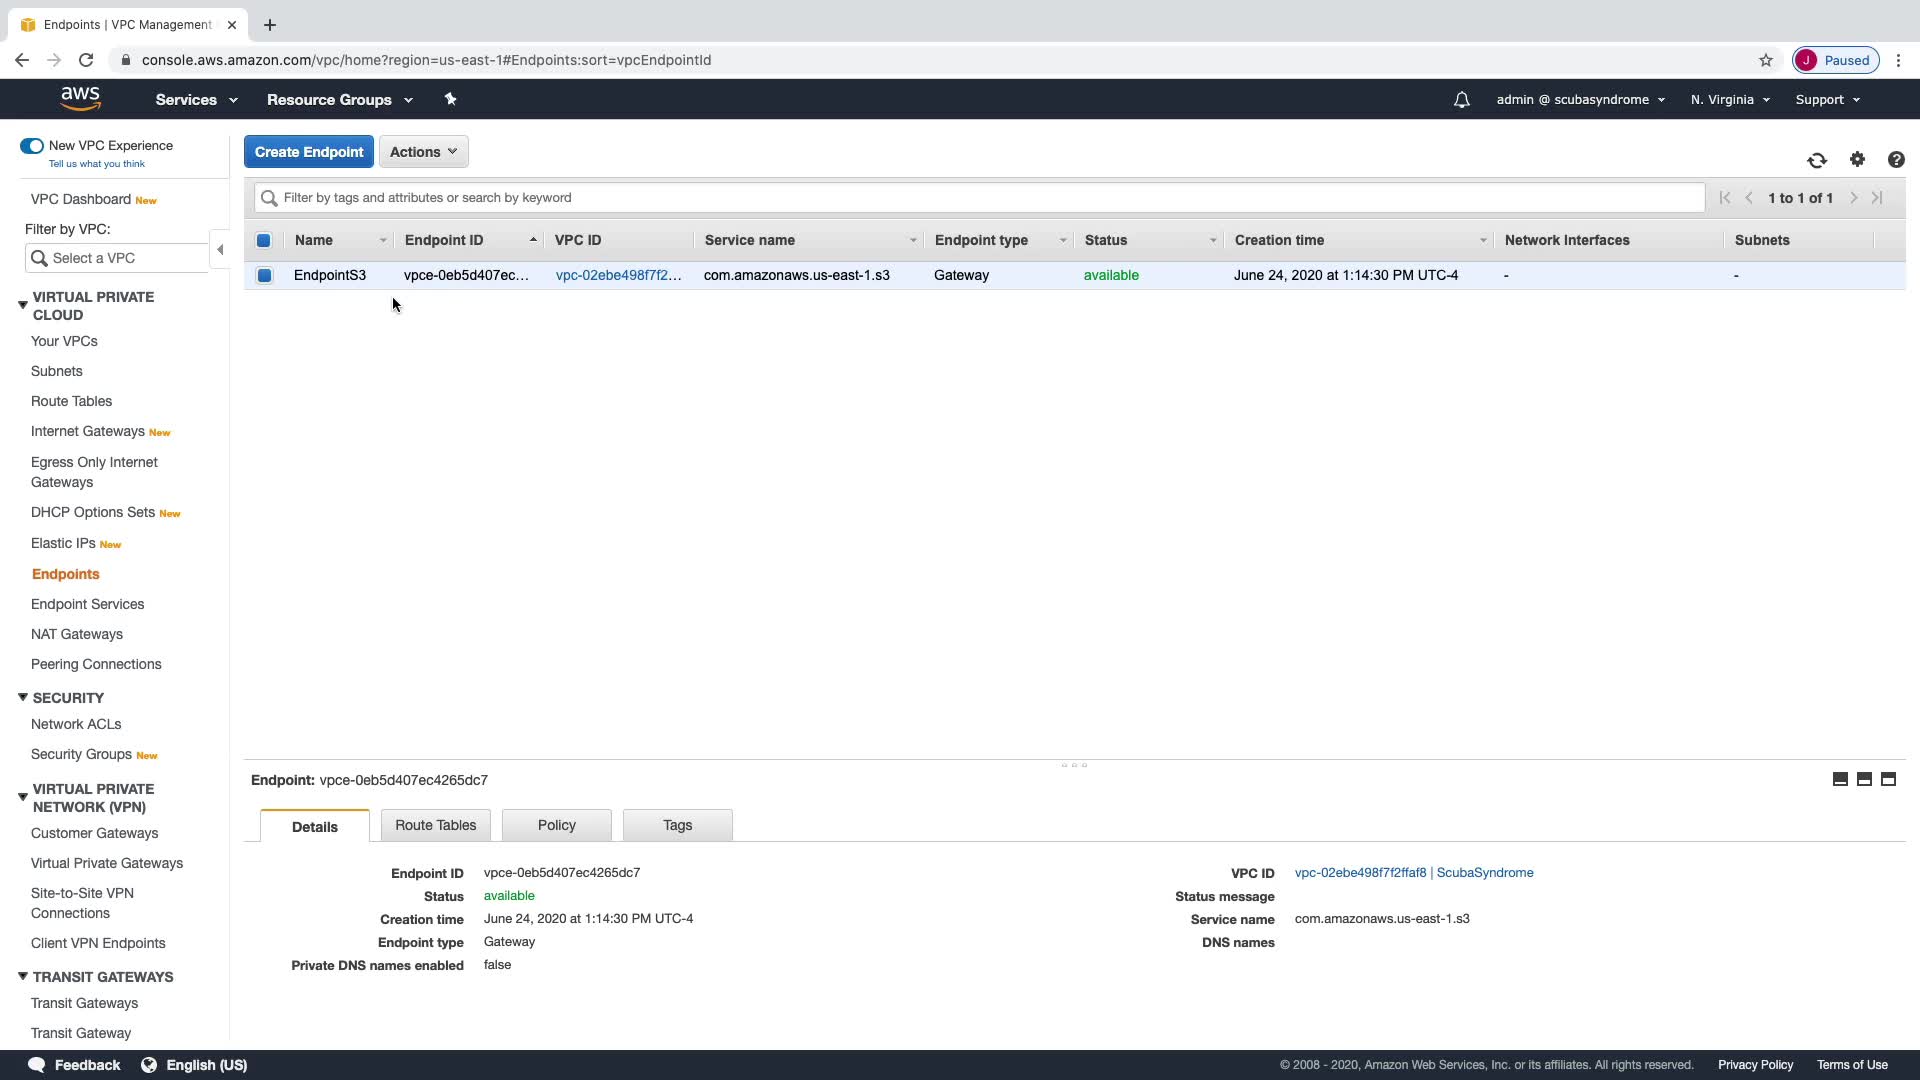 Endpoints | VPC Management
console.aws.amazon.com/vpc/home?region=us-east-1#Endpoints:sort=vpcEndpointId
J Paused
aws Services Resource Groups admin @ scubasyndrome N. Virginia Support
New VPC Experience
Tell us what you think
Create Endpoint Actions
VPC Dashboard New
Filter by tags and attributes or search by keyword 1 to 1 of 1
Filter by VPC:
Select a VPC
Name Endpoint ID VPC ID Service name Endpoint type Status Creation time Network Interfaces Subnets
EndpointS3 vpce-0eb5d407ec... vpc-02ebe498f7f2... com.amazonaws.us-east-1.s3 Gateway available June 24, 2020 at 1:14:30 PM UTC-4 - -
VIRTUAL PRIVATE
CLOUD
Your VPCs
Subnets
Route Tables
Internet Gateways New
Egress Only Internet
Gateways
DHCP Options Sets New
Elastic IPs New
Endpoints
Endpoint Services
NAT Gateways
Peering Connections
SECURITY
Network ACLs
Security Groups New
VIRTUAL PRIVATE
NETWORK (VPN)
Customer Gateways
Virtual Private Gateways
Site-to-Site VPN
Connections
Client VPN Endpoints
TRANSIT GATEWAYS
Transit Gateways
Transit Gateway
Endpoint: vpce-0eb5d407ec4265dc7
Details Route Tables Policy Tags
Endpoint ID vpce-0eb5d407ec4265dc7 VPC ID vpc-02ebe498f7f2ffaf8 | ScubaSyndrome
Status available Status message
Creation time June 24, 2020 at 1:14:30 PM UTC-4 Service name com.amazonaws.us-east-1.s3
Endpoint type Gateway DNS names
Private DNS names enabled false
Feedback English (US) © 2008 - 2020, Amazon Web Services, Inc. or its affiliates. All rights reserved. Privacy Policy Terms of Use